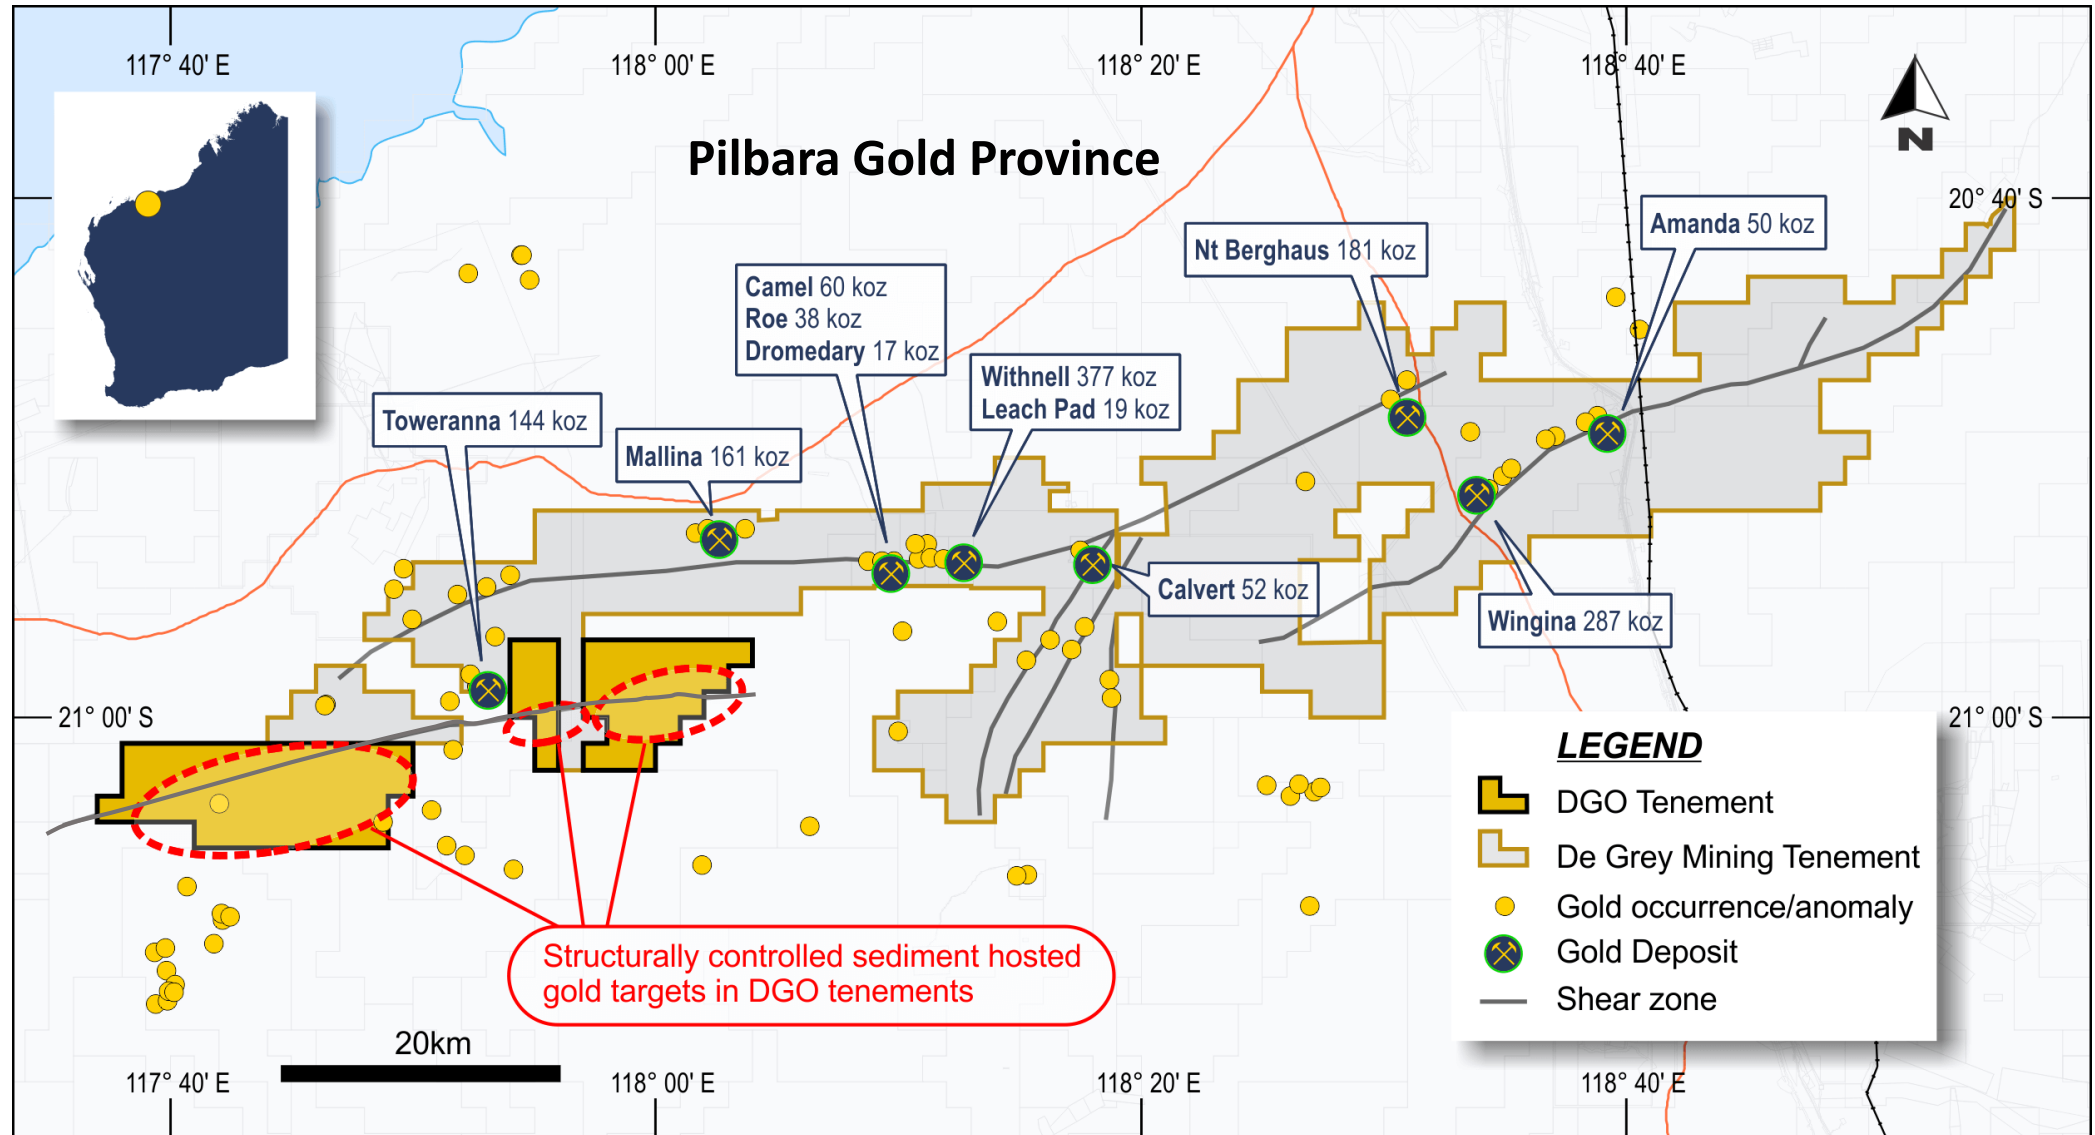 117° 40' E
118° 00' E
118° 20' E
118° 40' E
Pilbara Gold Province
N
20° 40' S
Amanda 50 koz
Nt Berghaus 181 koz
Camel 60 koz
Roe 38 koz
Dromedary 17 koz
Withnell 377 koz
Leach Pad 19 koz
Toweranna 144 koz
Mallina 161 koz
Calvert 52 koz
Wingina 287 koz
21° 00' S
21° 00' S
LEGEND
DGO Tenement
De Grey Mining Tenement
Gold occurrence/anomaly
Gold Deposit
Shear zone
Structurally controlled sediment hosted
gold targets in DGO tenements
20km
117° 40' E
118° 00' E
118° 20' E
118° 40' E